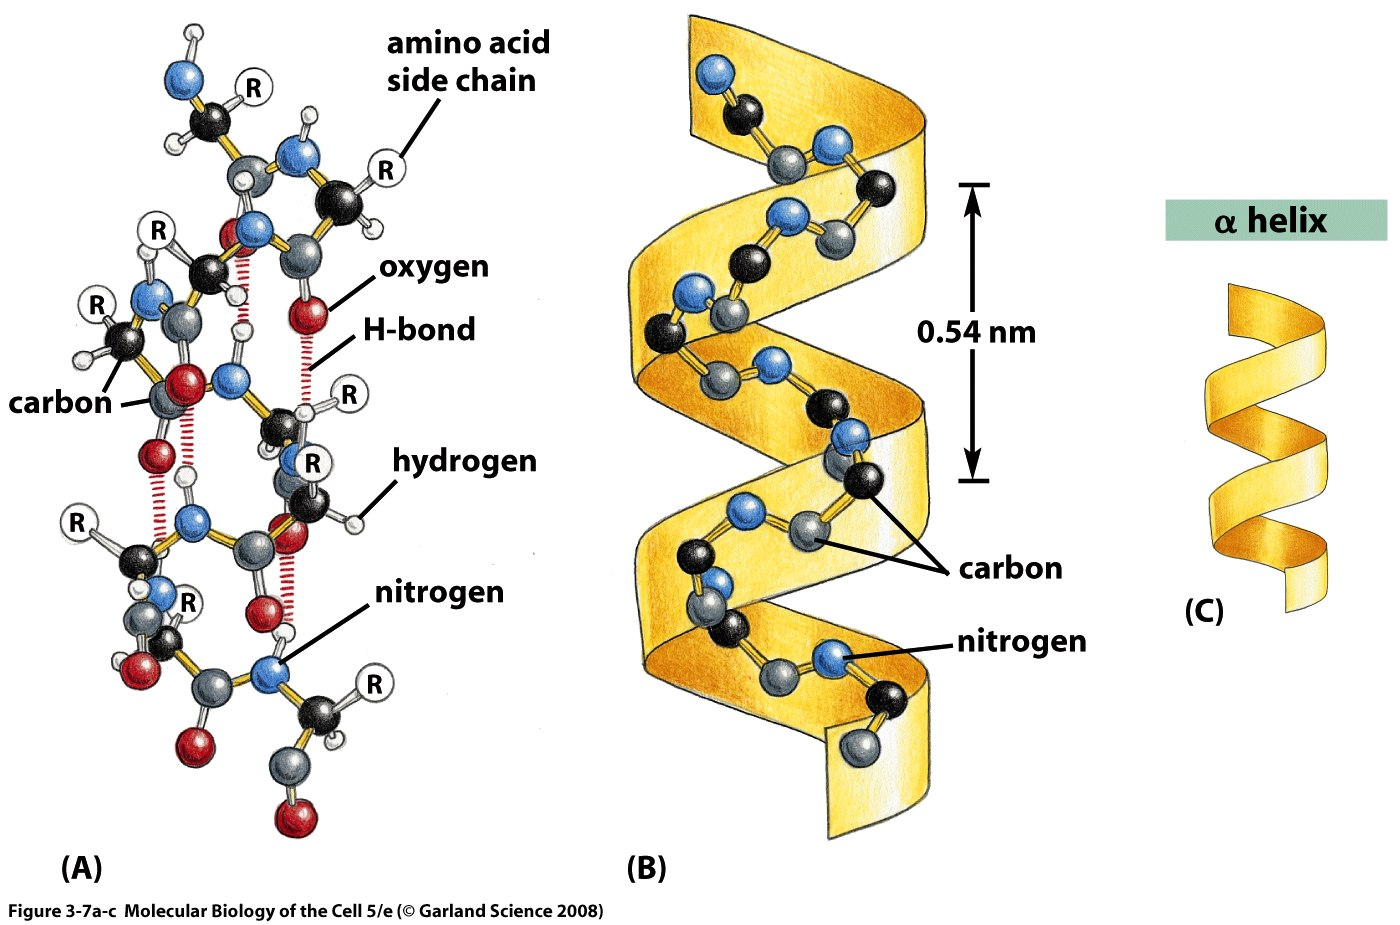 amino acid
side chain
R
R
R
R
oxygen
H-bond
carbon
R
R
hydrogen
R
nitrogen
R
R
(A)
0.54 nm
carbon
nitrogen
(B)
α helix
(C)
Figure 3-7a-c Molecular Biology of the Cell 5/e (© Garland Science 2008)